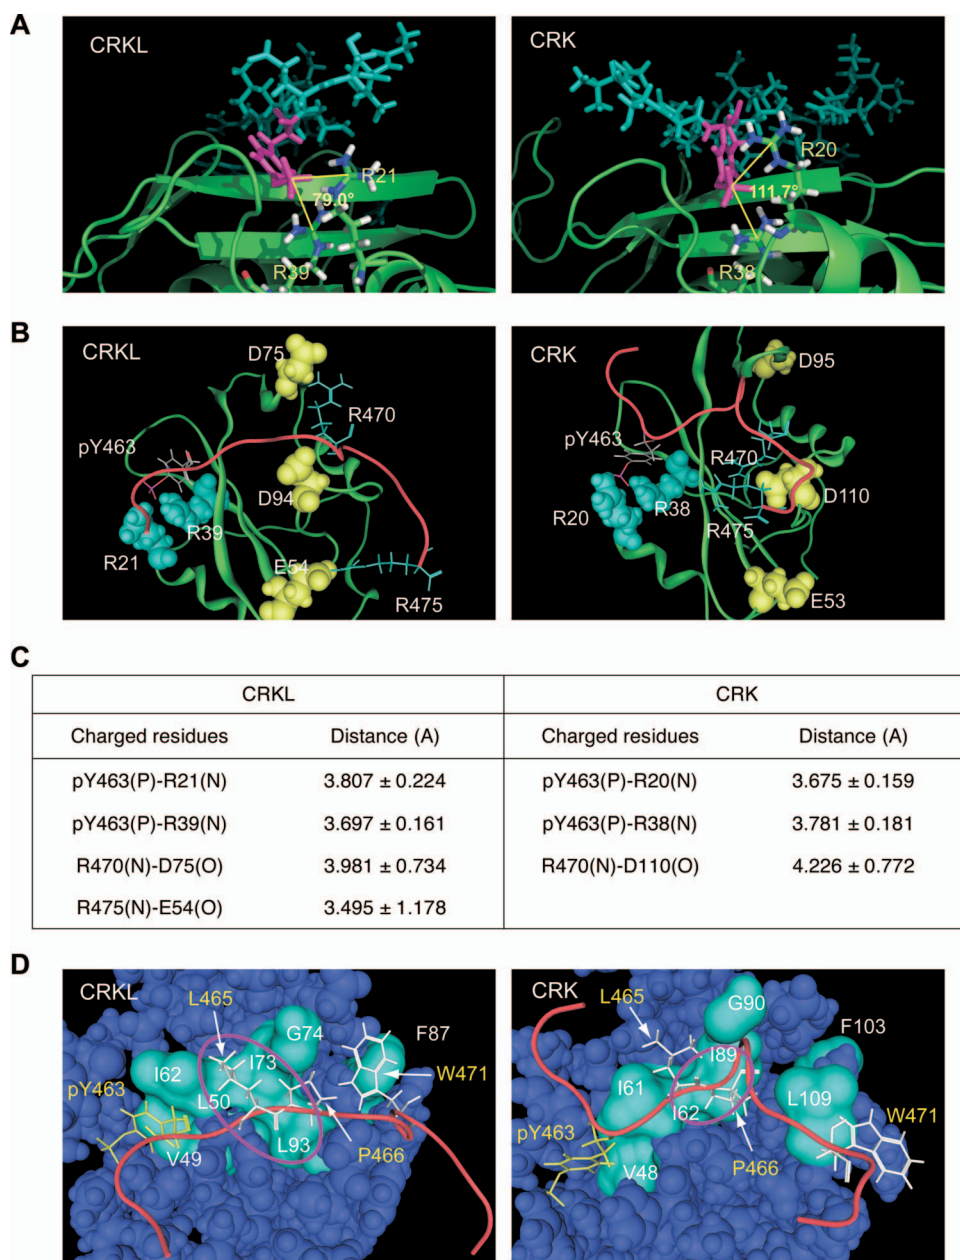 A
CRKL
R21
79.0°
R39
CRK
R20
111.7°
R38
B
CRKL
D75
R470
pY463
D94
R39
R21
E54
R475
CRK
D95
pY463
R470
R20
R38
D110
R475
E53
C
CRKL CRK
Charged residues Distance (A) Charged residues Distance (A)
pY463(P)-R21(N) 3.807 ± 0.224 pY463(P)-R20(N) 3.675 ± 0.159
pY463(P)-R39(N) 3.697 ± 0.161 pY463(P)-R38(N) 3.781 ± 0.181
R470(N)-D75(O) 3.981 ± 0.734 R470(N)-D110(O) 4.226 ± 0.772
R475(N)-E54(O) 3.495 ± 1.178
D
CRKL
L465
G74
F87
I73
I62
W471
pY463
L50
L93
V49
P466
CRK
L465
G90
F103
I89
I61
I62
L109
W471
pY463
V48
P466